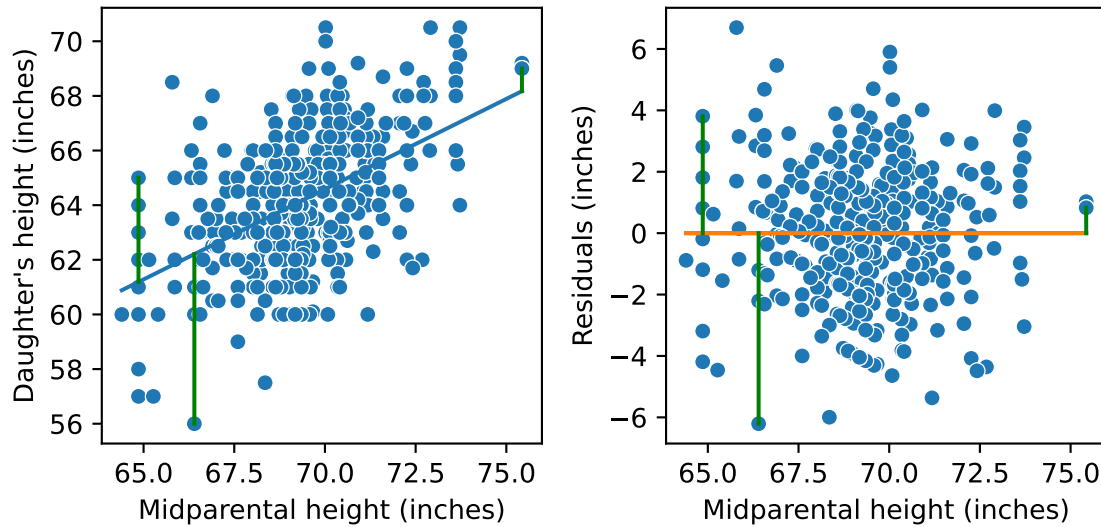 70
68
66
64
62
60
58
56
65.0 67.5 70.0 72.5 75.0
Daughter's height (inches)
Midparental height (inches)
6
4
2
0
−2
−4
−6
65.0 67.5 70.0 72.5 75.0
Residuals (inches)
Midparental height (inches)